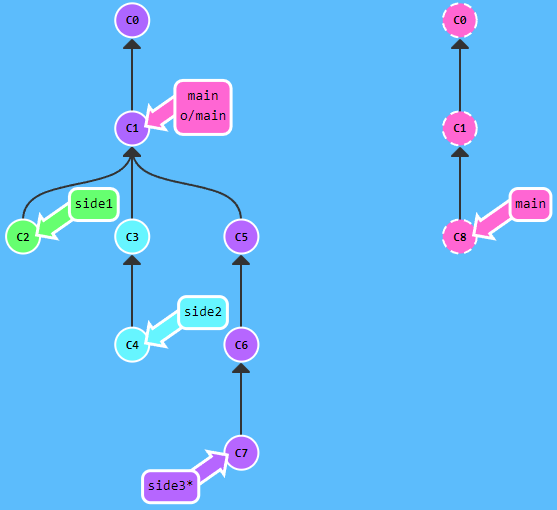 C0
C0
main
o/main
C1
C1
side1
main
C2
C3
C5
C8
side2
C4
C6
C7
side3*